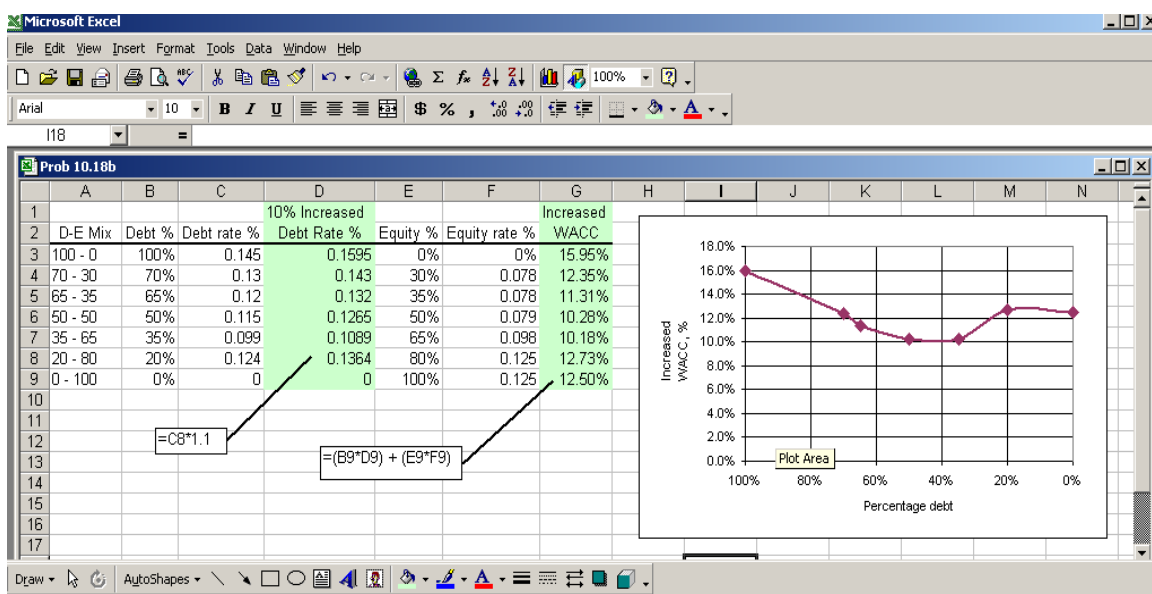 Microsoft Excel
File Edit View Insert Format Tools Data Window Help
100%
Arial 10 B I U $ % , .00 .00 A
I18 =
Prob 10.18b
A B C D E F G H I J K L M N
1 10% Increased Increased
2 D-E Mix Debt % Debt rate % Debt Rate % Equity % Equity rate % WACC
3 100 - 0 100% 0.145 0.1595 0% 0% 15.95%
4 70 - 30 70% 0.13 0.143 30% 0.078 12.35%
5 65 - 35 65% 0.12 0.132 35% 0.078 11.31%
6 50 - 50 50% 0.115 0.1265 50% 0.079 10.28%
7 35 - 65 35% 0.099 0.1089 65% 0.098 10.18%
8 20 - 80 20% 0.124 0.1364 80% 0.125 12.73%
9 0 - 100 0% 0 0 100% 0.125 12.50%
10
11
12
13
14
15
16
17
=C8*1.1
=(B9*D9) + (E9*F9)
18.0%
16.0%
14.0%
12.0%
10.0%
8.0%
6.0%
4.0%
2.0%
0.0%
Increased
WACC, %
Plot Area
100% 80% 60% 40% 20% 0%
Percentage debt
Draw AutoShapes A A